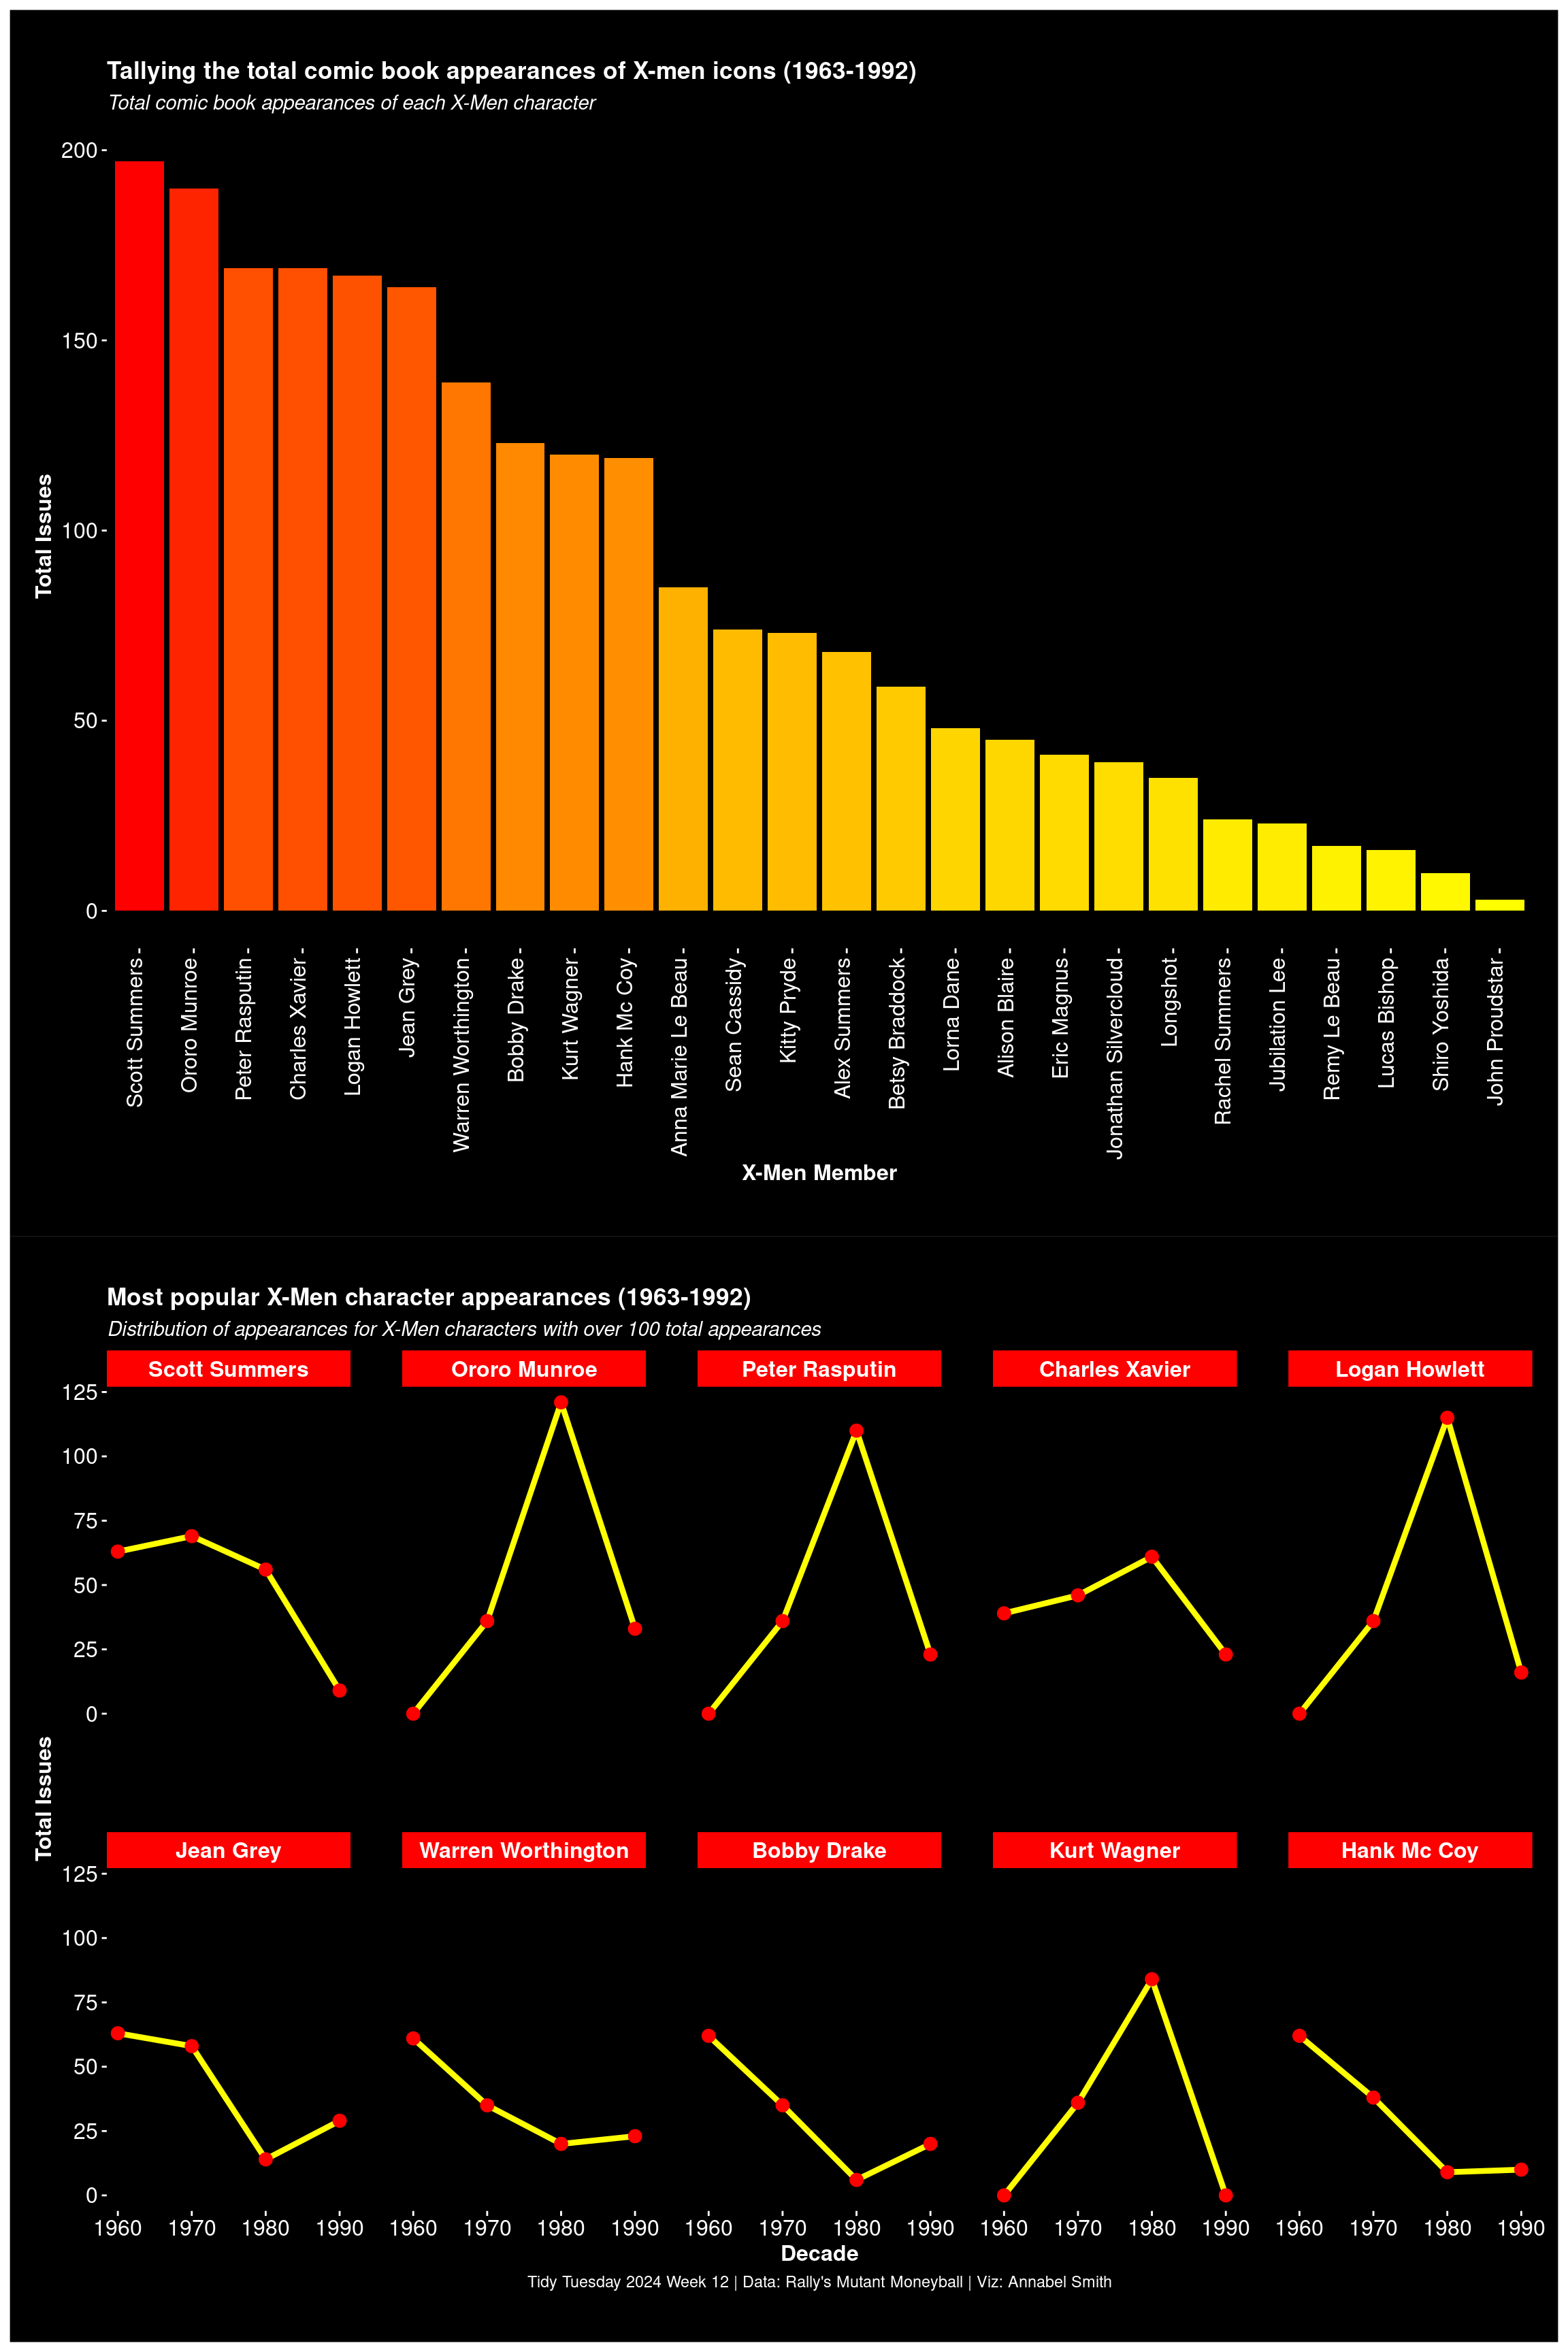 Tallying the total comic book appearances of X-men icons (1963-1992)
Total comic book appearances of each X-Men character
200
150
100
50
0
Total Issues
Scott Summers
Ororo Munroe
Peter Rasputin
Charles Xavier
Logan Howlett
Jean Grey
Warren Worthington
Bobby Drake
Kurt Wagner
Hank Mc Coy
Anna Marie Le Beau
Sean Cassidy
Kitty Pryde
Alex Summers
Betsy Braddock
Lorna Dane
Alison Blaire
Eric Magnus
Jonathan Silvercloud
Longshot
Rachel Summers
Jubilation Lee
Remy Le Beau
Lucas Bishop
Shiro Yoshida
John Proudstar
X-Men Member
Most popular X-Men character appearances (1963-1992)
Distribution of appearances for X-Men characters with over 100 total appearances
Scott Summers Ororo Munroe Peter Rasputin Charles Xavier Logan Howlett
125
100
75
50
25
0
Total Issues
Jean Grey Warren Worthington Bobby Drake Kurt Wagner Hank Mc Coy
125
100
75
50
25
0
1960 1970 1980 1990 1960 1970 1980 1990 1960 1970 1980 1990 1960 1970 1980 1990 1960 1970 1980 1990
Decade
Tidy Tuesday 2024 Week 12 | Data: Rally's Mutant Moneyball | Viz: Annabel Smith